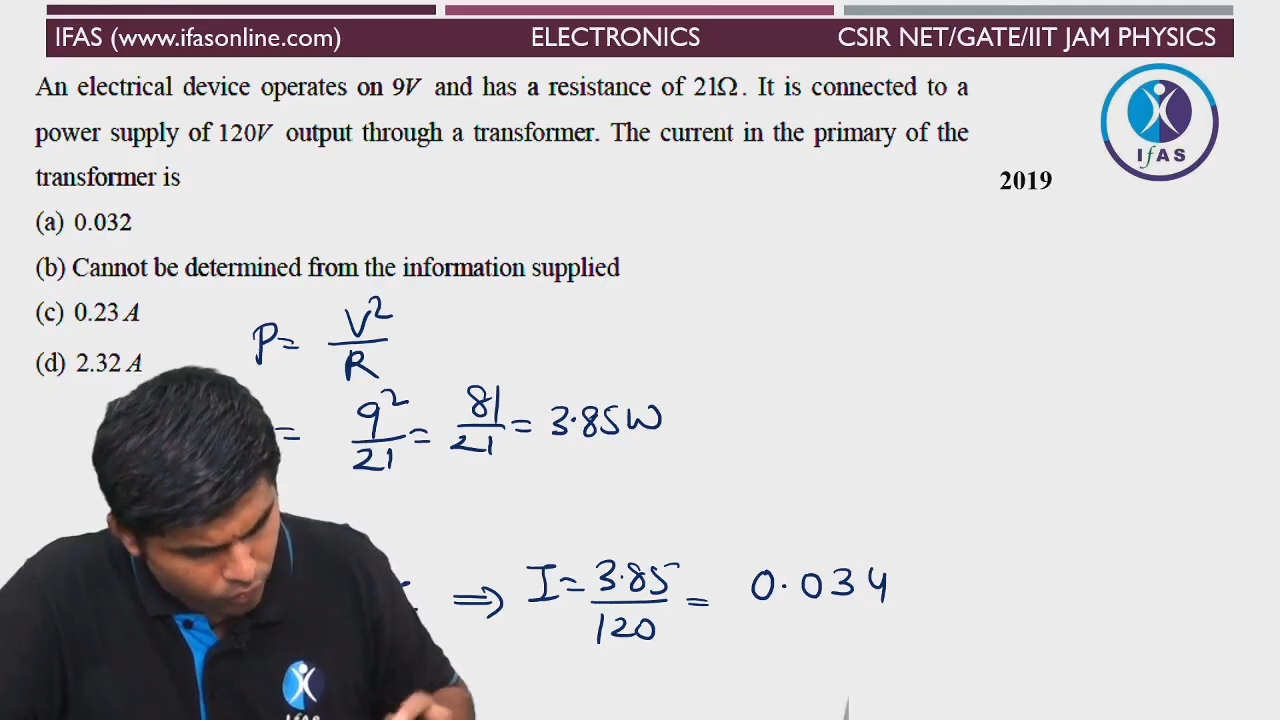 IFAS (www.ifasonline.com) ELECTRONICS CSIR NET/GATE/IIT JAM PHYSICS
An electrical device operates on 9V and has a resistance of 21Ω. It is connected to a
power supply of 120V output through a transformer. The current in the primary of the
transformer is
2019
IfAS
(a) 0.032
(b) Cannot be determined from the information supplied
(c) 0.23 A
(d) 2.32 A
P= V²/R
= 9²/21 = 81/21 = 3.85W
⇒ I= 3.85/120 = 0.034
IfAS